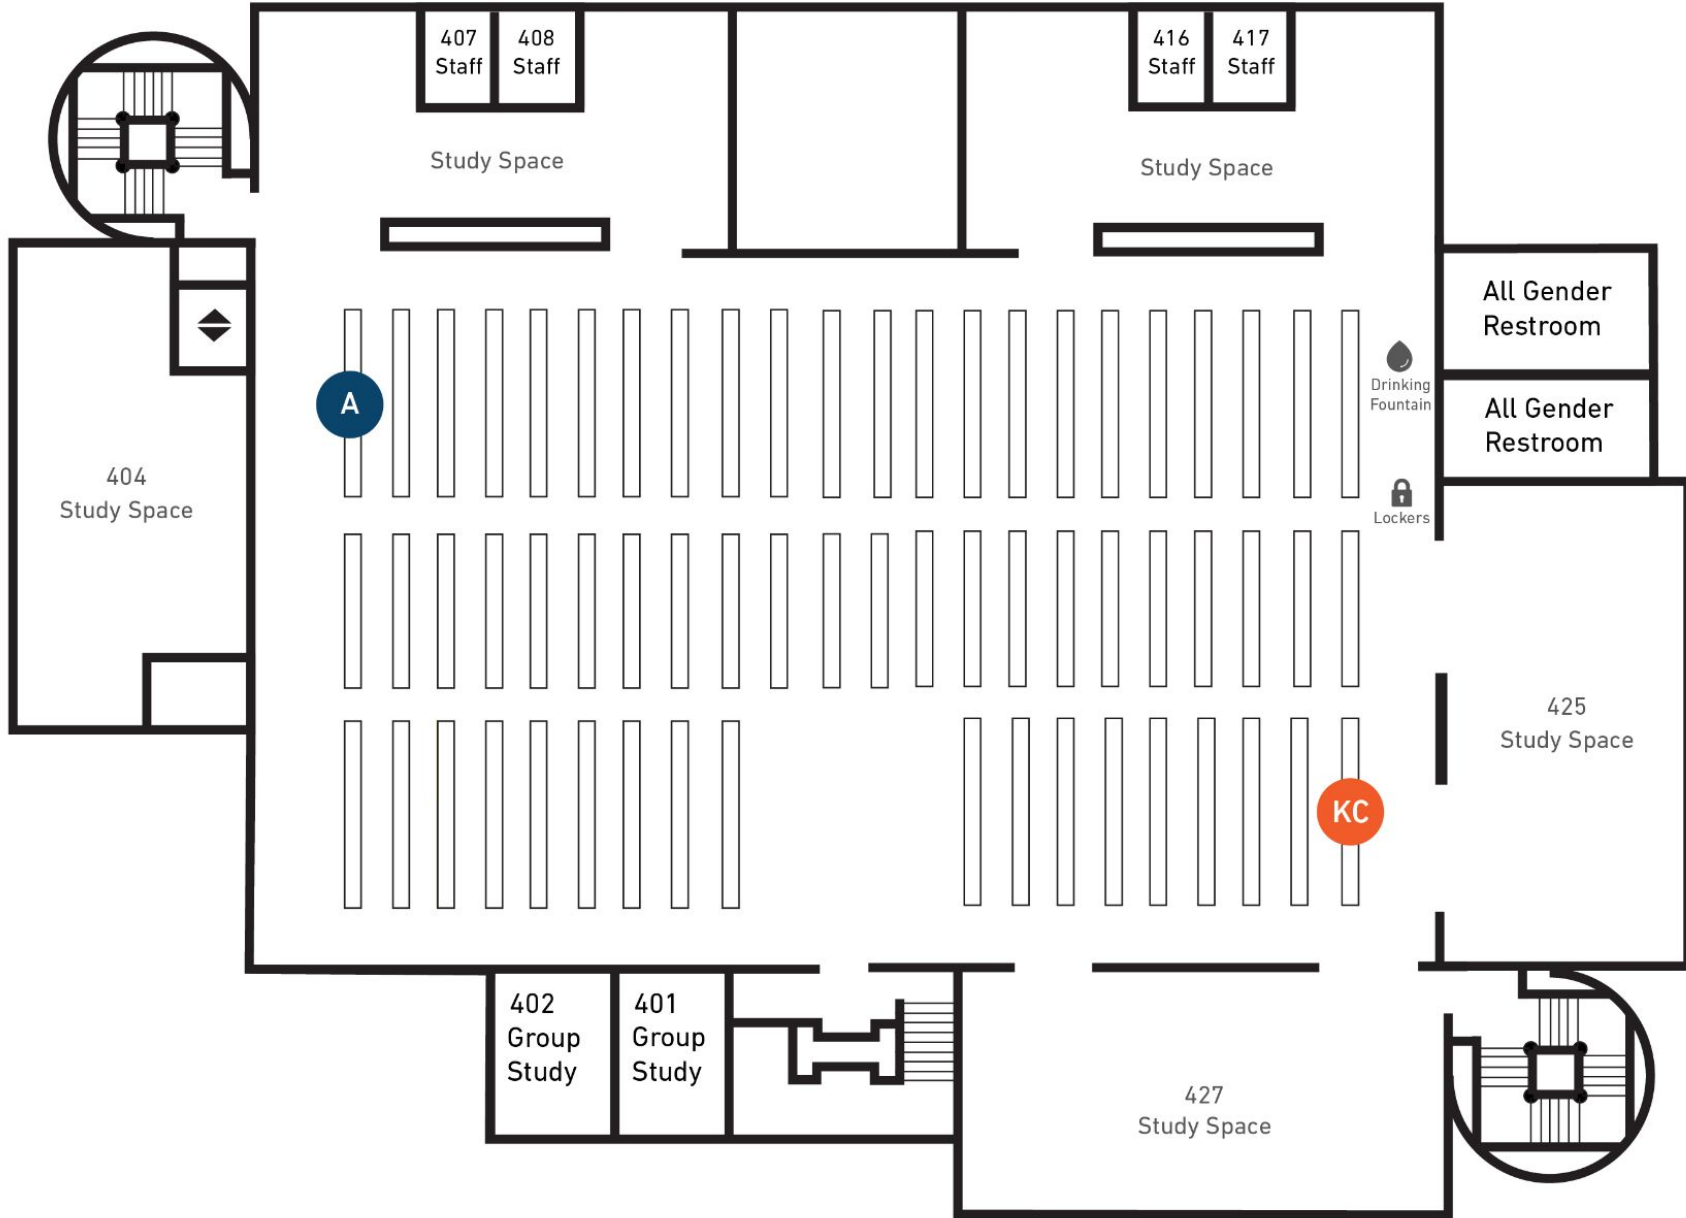 407
Staff
408
Staff
416
Staff
417
Staff
Study Space
Study Space
All Gender
Restroom
Drinking
Fountain
All Gender
Restroom
A
404
Study Space
Lockers
425
Study Space
KC
402
Group
Study
401
Group
Study
427
Study Space